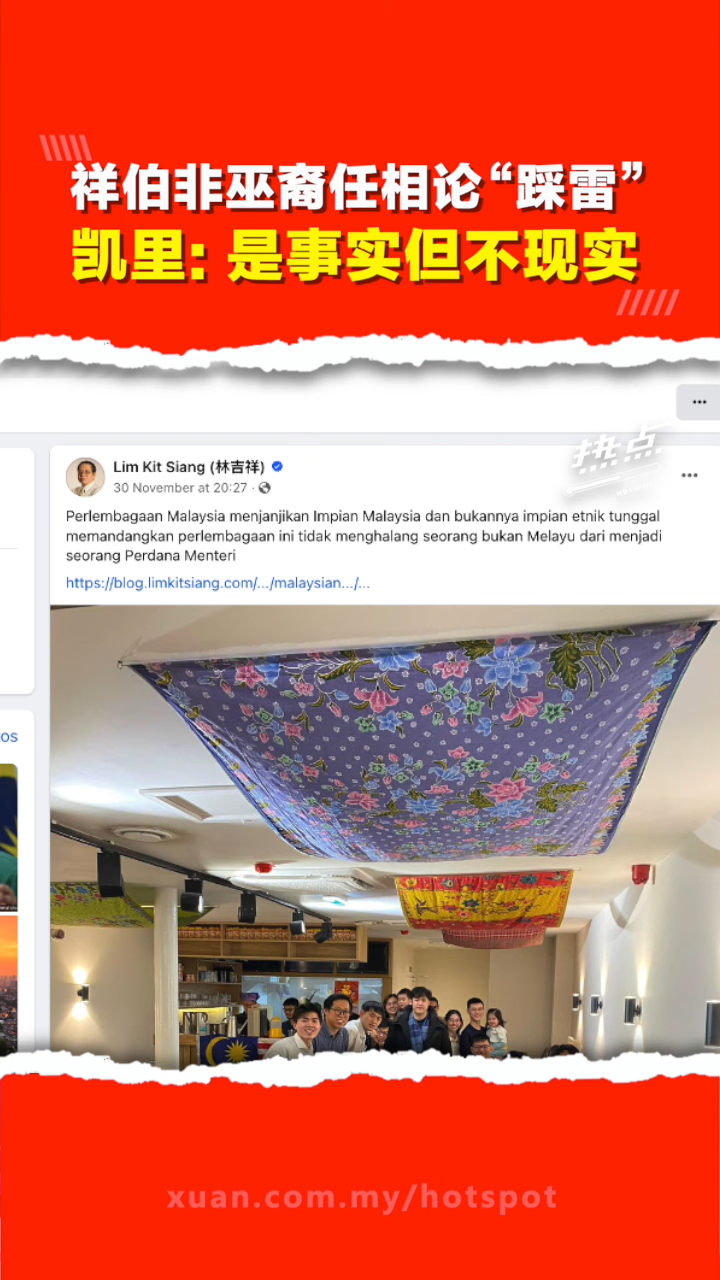 祥伯非巫裔任相论“踩雷”
凯里：是事实但不现实
Lim Kit Siang (林吉祥)
热点
30 November at 20:27 ·
Perlembagaan Malaysia menjanjikan Impian Malaysia dan bukannya impian etnik tunggal
memandangkan perlembagaan ini tidak menghalang seorang bukan Melayu dari menjadi
seorang Perdana Menteri
https://blog.limkitsiang.com/.../malaysian.../...
os
xuan.com.my/hotspot